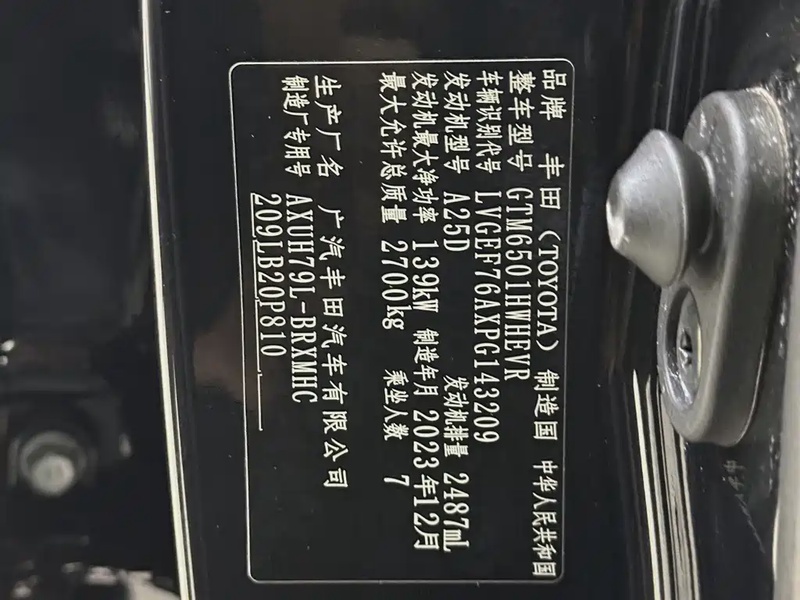 品牌 丰田（TOYOTA） 制造国 中华人民共和国
整车型号 GTM6501HWHEVR
车辆识别代号 LVGEF76AXPG143209
发动机型号 A25D 发动机排量 2487mL
发动机最大净功率 139kW 制造年月 2023年12月
最大允许总质量 2700kg 乘坐人数 7
生产厂名 广汽丰田汽车有限公司
制造厂专用号 AXUH79L-BRXMHC
209LB20P810